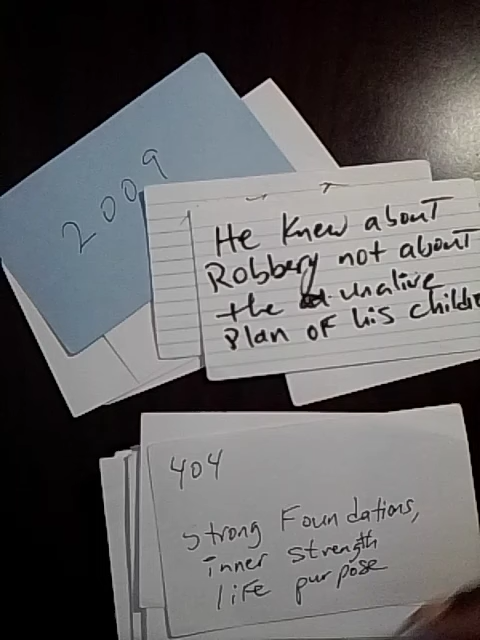 2009
He Knew about
Robbery not about
the unalive
Plan of his childr
404
Strong Foundations,
inner strength
life purpose